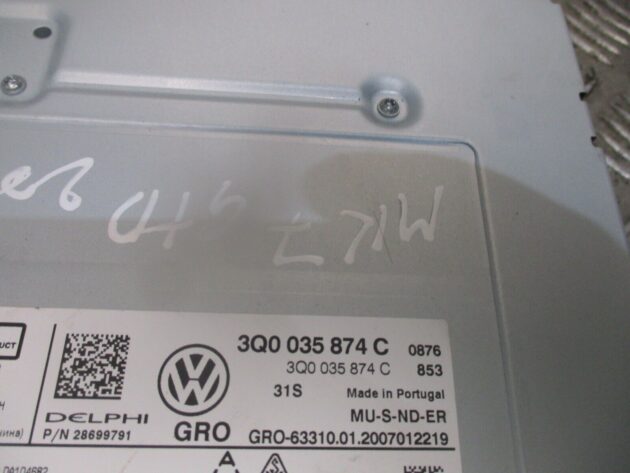 MK7 GTD
3Q0 035 874 C 0876
3Q0 035 874 C 853
31S Made in Portugal
MU-S-ND-ER
DELPHI
P/N 28699791
GRO GRO-63310.01.2007012219
UCT